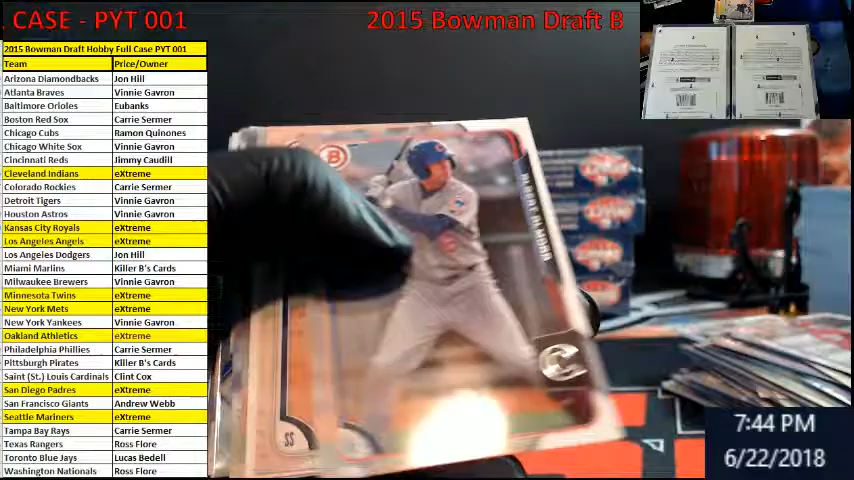 . CASE - PYT 001
2015 Bowman Draft B
2015 Bowman Draft Hobby Full Case PYT 001
Team Price/Owner
Arizona Diamondbacks Jon Hill
Atlanta Braves Vinnie Gavron
Baltimore Orioles Eubanks
Boston Red Sox Carrie Sermer
Chicago Cubs Ramon Quinones
Chicago White Sox Vinnie Gavron
Cincinnati Reds Jimmy Caudill
Cleveland Indians eXtreme
Colorado Rockies Carrie Sermer
Detroit Tigers Vinnie Gavron
Houston Astros Vinnie Gavron
Kansas City Royals eXtreme
Los Angeles Angels eXtreme
Los Angeles Dodgers Jon Hill
Miami Marlins Killer B's Cards
Milwaukee Brewers Vinnie Gavron
Minnesota Twins eXtreme
New York Mets eXtreme
New York Yankees Vinnie Gavron
Oakland Athletics eXtreme
Philadelphia Phillies Carrie Sermer
Pittsburgh Pirates Killer B's Cards
Saint (St.) Louis Cardinals Clint Cox
San Diego Padres eXtreme
San Francisco Giants Andrew Webb
Seattle Mariners eXtreme
Tampa Bay Rays Carrie Sermer
Texas Rangers Ross Flore
Toronto Blue Jays Lucas Bedell
Washington Nationals Ross Flore
B
ALBERT ALMORA
C
SS
7:44 PM
6/22/2018